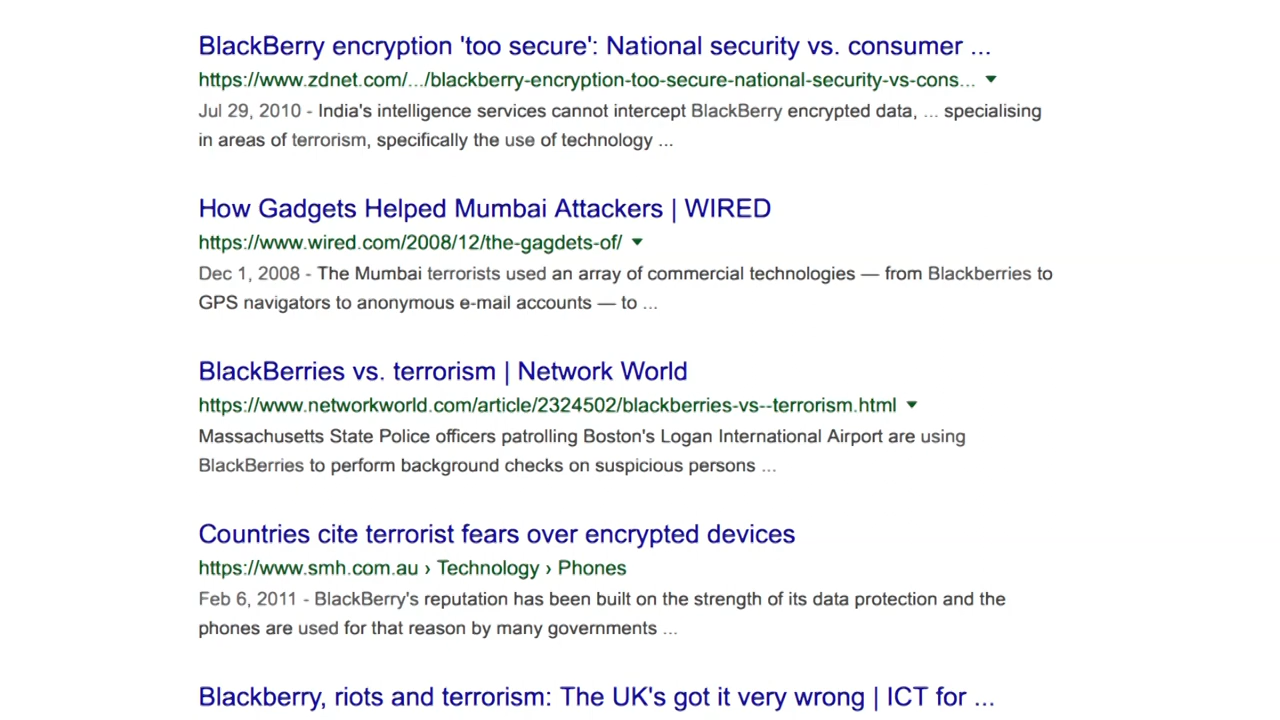 BlackBerry encryption 'too secure': National security vs. consumer ...
https://www.zdnet.com/.../blackberry-encryption-too-secure-national-security-vs-cons...
Jul 29, 2010 - India's intelligence services cannot intercept BlackBerry encrypted data, ... specialising
in areas of terrorism, specifically the use of technology ...
How Gadgets Helped Mumbai Attackers | WIRED
https://www.wired.com/2008/12/the-gagdets-of/
Dec 1, 2008 - The Mumbai terrorists used an array of commercial technologies — from Blackberries to
GPS navigators to anonymous e-mail accounts — to ...
BlackBerries vs. terrorism | Network World
https://www.networkworld.com/article/2324502/blackberries-vs--terrorism.html
Massachusetts State Police officers patrolling Boston's Logan International Airport are using
BlackBerries to perform background checks on suspicious persons ...
Countries cite terrorist fears over encrypted devices
https://www.smh.com.au › Technology › Phones
Feb 6, 2011 - BlackBerry's reputation has been built on the strength of its data protection and the
phones are used for that reason by many governments ...
Blackberry, riots and terrorism: The UK's got it very wrong | ICT for ...